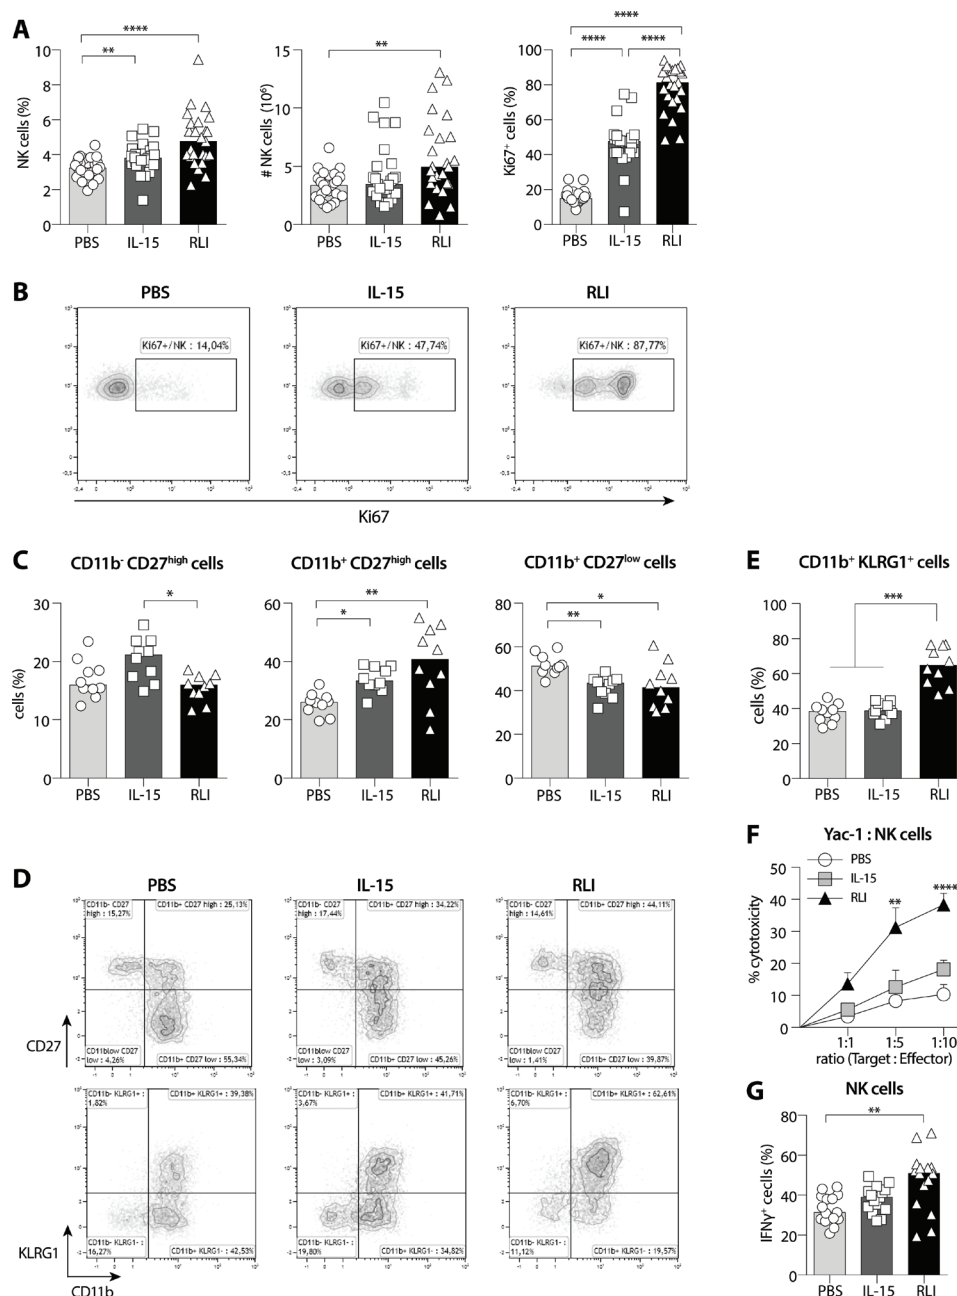 A
NK cells (%)
10
8
6
4
2
0
**
****
PBS IL-15 RLI
# NK cells (10⁶)
15
10
5
0
**
PBS IL-15 RLI
Ki67⁺ cells (%)
100
80
60
40
20
0
****
**** ****
PBS IL-15 RLI
B
PBS IL-15 RLI
Ki67+/NK : 14,04%
Ki67+/NK : 47,74%
Ki67+/NK : 87,77%
Ki67
C
CD11b⁻ CD27ʰⁱᵍʰ cells
cells (%)
30
20
10
0
*
PBS IL-15 RLI
CD11b⁺ CD27ʰⁱᵍʰ cells
60
40
20
0
**
*
PBS IL-15 RLI
CD11b⁺ CD27ˡᵒʷ cells
80
60
40
20
0
*
**
PBS IL-15 RLI
E
CD11b⁺ KLRG1⁺ cells
cells (%)
100
80
60
40
20
0
***
PBS IL-15 RLI
D
PBS IL-15 RLI
CD11b- CD27
high : 15,27%
CD11b+ CD27 high : 25,13%
CD11blow CD27
low : 4,26%
CD11b+ CD27 low : 55,34%
CD11b- CD27
high : 17,44%
CD11b+ CD27 high : 34,22%
CD11blow CD27
low : 3,09%
CD11b+ CD27 low : 45,26%
CD11b- CD27
high : 14,61%
CD11b+ CD27 high : 44,11%
CD11blow CD27
low : 1,41%
CD11b+ CD27 low : 39,87%
CD27
CD11b- KLRG1+ :
1,82%
CD11b+ KLRG1+ : 39,38%
CD11b- KLRG1- :
16,27%
CD11b+ KLRG1- : 42,53%
CD11b- KLRG1+ :
3,67%
CD11b+ KLRG1+ : 41,71%
CD11b- KLRG1- :
19,80%
CD11b+ KLRG1- : 34,82%
CD11b- KLRG1+ :
6,70%
CD11b+ KLRG1+ : 62,61%
CD11b- KLRG1- :
11,12%
CD11b+ KLRG1- : 19,57%
KLRG1
CD11b
F
Yac-1 : NK cells
PBS
IL-15
RLI
% cytotoxicity
50
40
30
20
10
0
**
****
1:1 1:5 1:10
ratio (Target : Effector)
G
NK cells
IFNγ⁺ ceclls (%)
80
60
40
20
0
**
PBS IL-15 RLI